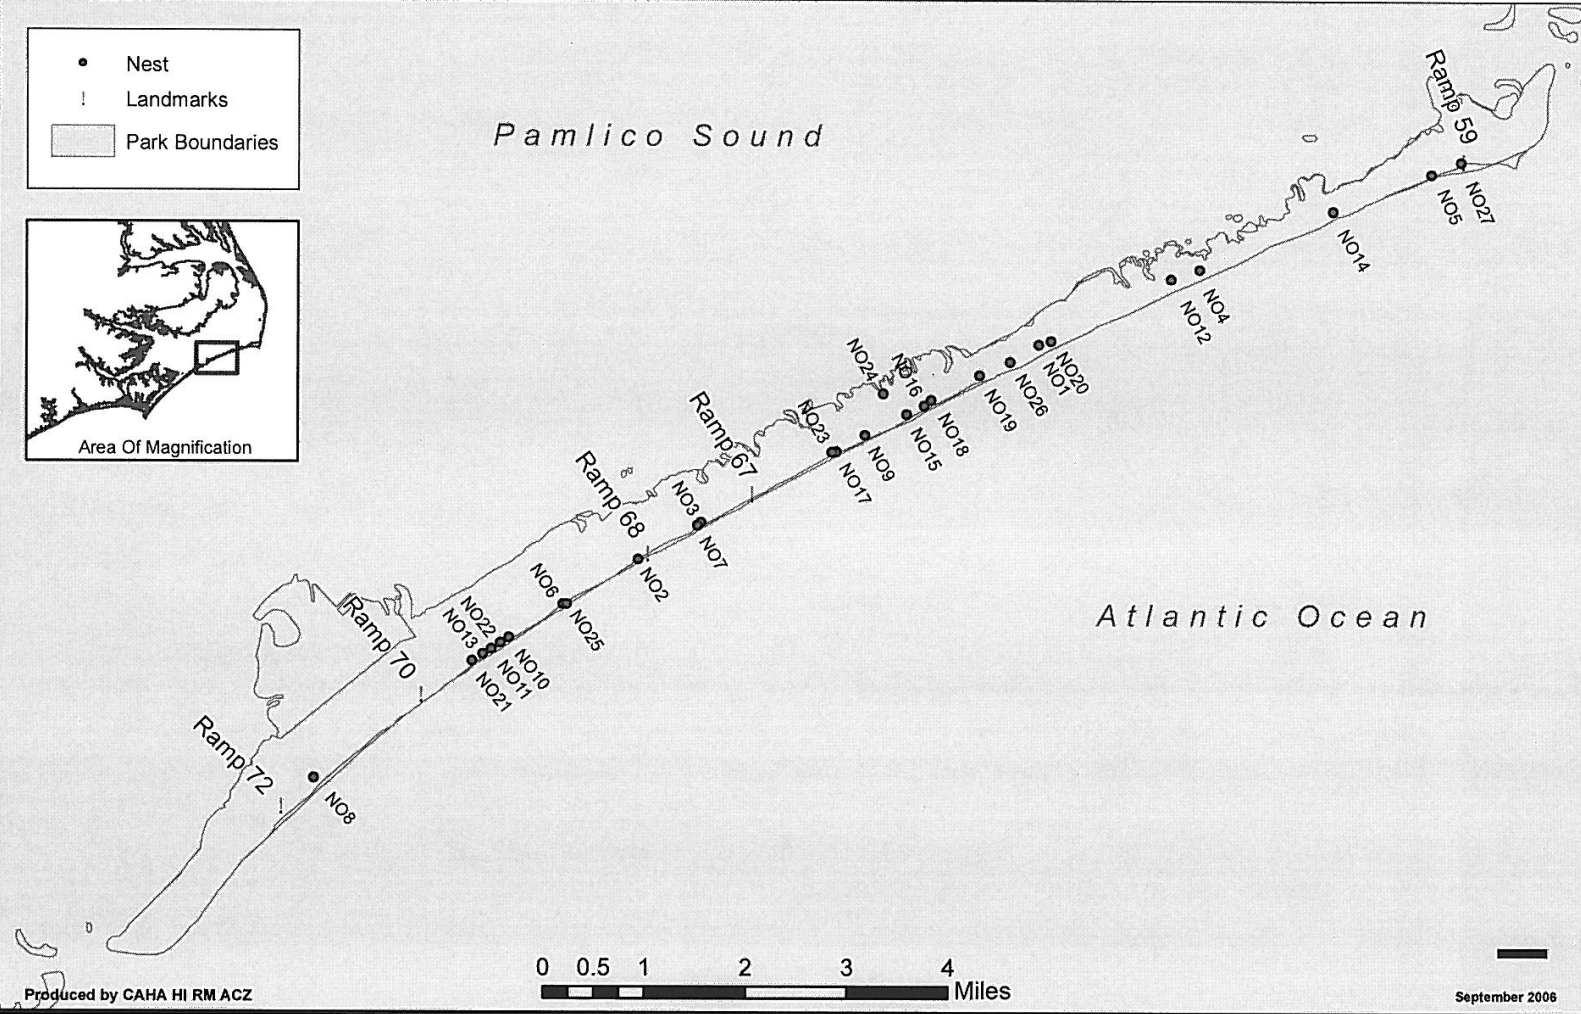 Nest
Landmarks
Park Boundaries
Pamlico Sound
Ramp 59
NO27
NO5
NO14
NO4
NO12
Area Of Magnification
NO20
NO1
NO26
NO19
NO24
NO16
NO18
NO15
NO23
NO9
NO17
Ramp 67
NO3
NO7
Ramp 68
NO2
NO6
NO25
Atlantic Ocean
NO22
NO13
NO10
NO11
NO21
Ramp 70
Ramp 72
NO8
0 0.5 1 2 3 4
Miles
Produced by CAHA HI RM ACZ
September 2006